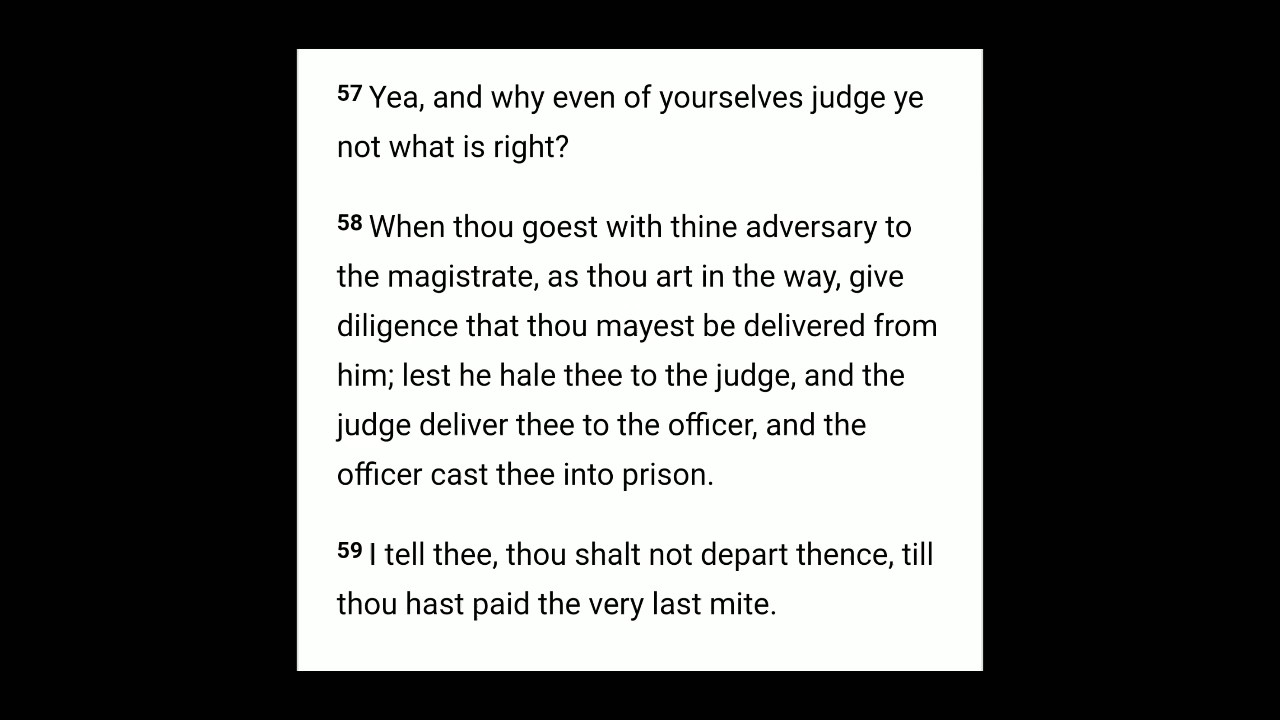 57 Yea, and why even of yourselves judge ye
not what is right?
58 When thou goest with thine adversary to
the magistrate, as thou art in the way, give
diligence that thou mayest be delivered from
him; lest he hale thee to the judge, and the
judge deliver thee to the officer, and the
officer cast thee into prison.
59 I tell thee, thou shalt not depart thence, till
thou hast paid the very last mite.